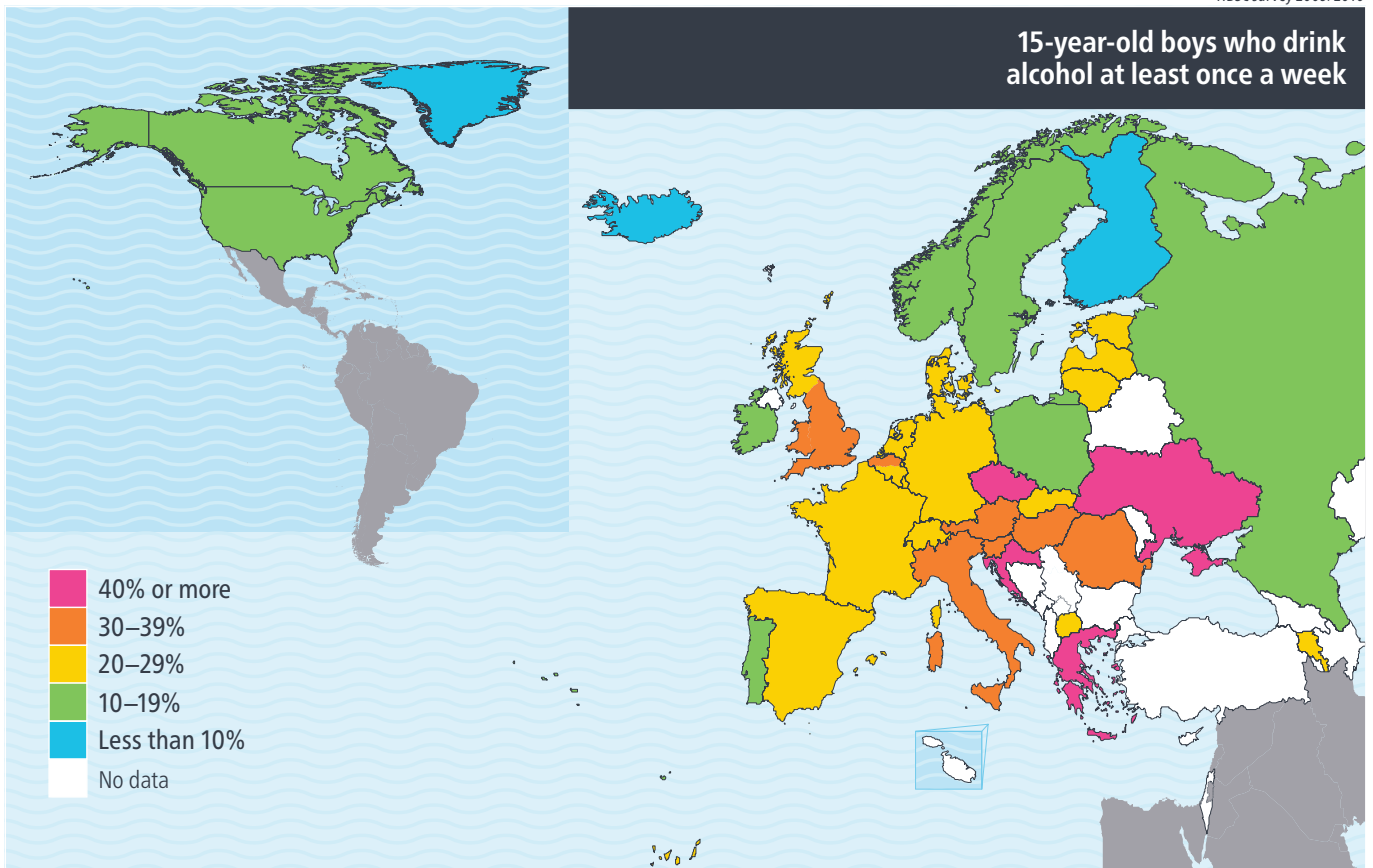 15-year-old boys who drink
alcohol at least once a week
40% or more
30–39%
20–29%
10–19%
Less than 10%
No data